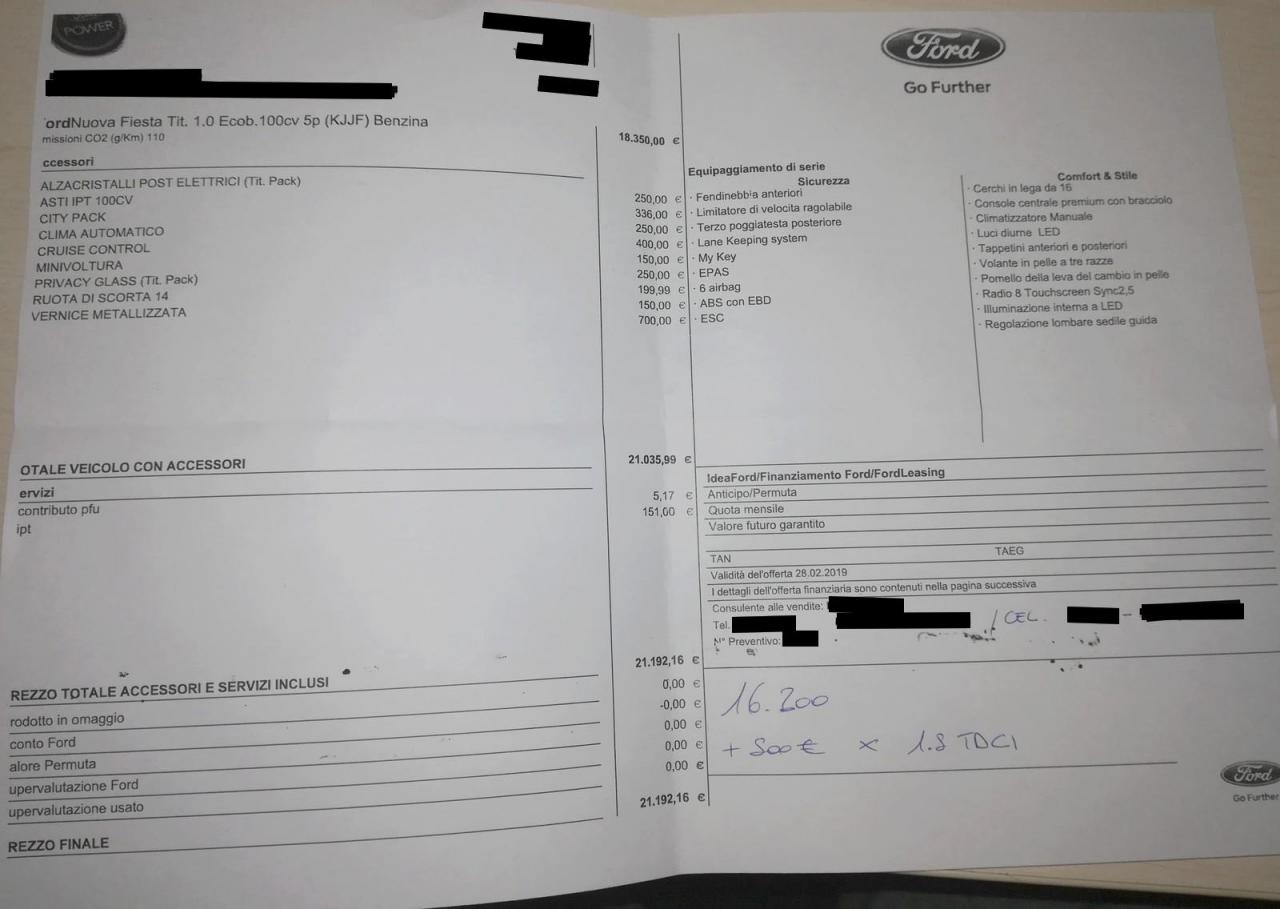 POWER
Ford
Go Further
ordNuova Fiesta Tit. 1.0 Ecob.100cv 5p (KJJF) Benzina
missioni CO2 (g/Km) 110
18.350,00 €
ccessori
ALZACRISTALLI POST ELETTRICI (Tit. Pack) 250,00 €
ASTI IPT 100CV 336,00 €
CITY PACK 250,00 €
CLIMA AUTOMATICO 400,00 €
CRUISE CONTROL 150,00 €
MINIVOLTURA 250,00 €
PRIVACY GLASS (Tit. Pack) 199,99 €
RUOTA DI SCORTA 14 150,00 €
VERNICE METALLIZZATA 700,00 €
Equipaggiamento di serie
Sicurezza
· Fendinebbia anteriori
· Limitatore di velocita ragolabile
· Terzo poggiatesta posteriore
· Lane Keeping system
· My Key
· EPAS
· 6 airbag
· ABS con EBD
· ESC
Comfort & Stile
· Cerchi in lega da 16
· Console centrale premium con bracciolo
· Climatizzatore Manuale
· Luci diurne LED
· Tappetini anteriori e posteriori
· Volante in pelle a tre razze
· Pomello della leva del cambio in pelle
· Radio 8 Touchscreen Sync2,5
· Illuminazione interna a LED
· Regolazione lombare sedile guida
OTALE VEICOLO CON ACCESSORI 21.035,99 €
ervizi
contributo pfu 5,17 €
ipt 151,00 €
IdeaFord/Finanziamento Ford/FordLeasing
Anticipo/Permuta
Quota mensile
Valore futuro garantito
TAN TAEG
Validità del'offerta 28.02.2019
I dettagli dell'offerta finanziaria sono contenuti nella pagina successiva
Consulente alle vendite:
Tel. / CEL. –
N° Preventivo:
REZZO TOTALE ACCESSORI E SERVIZI INCLUSI 21.192,16 €
rodotto in omaggio 0,00 €
conto Ford -0,00 €
alore Permuta 0,00 €
upervalutazione Ford 0,00 €
upervalutazione usato 0,00 €
REZZO FINALE 21.192,16 €
16.200
+ 500€ x 1.5 TDCI
Ford
Go Further